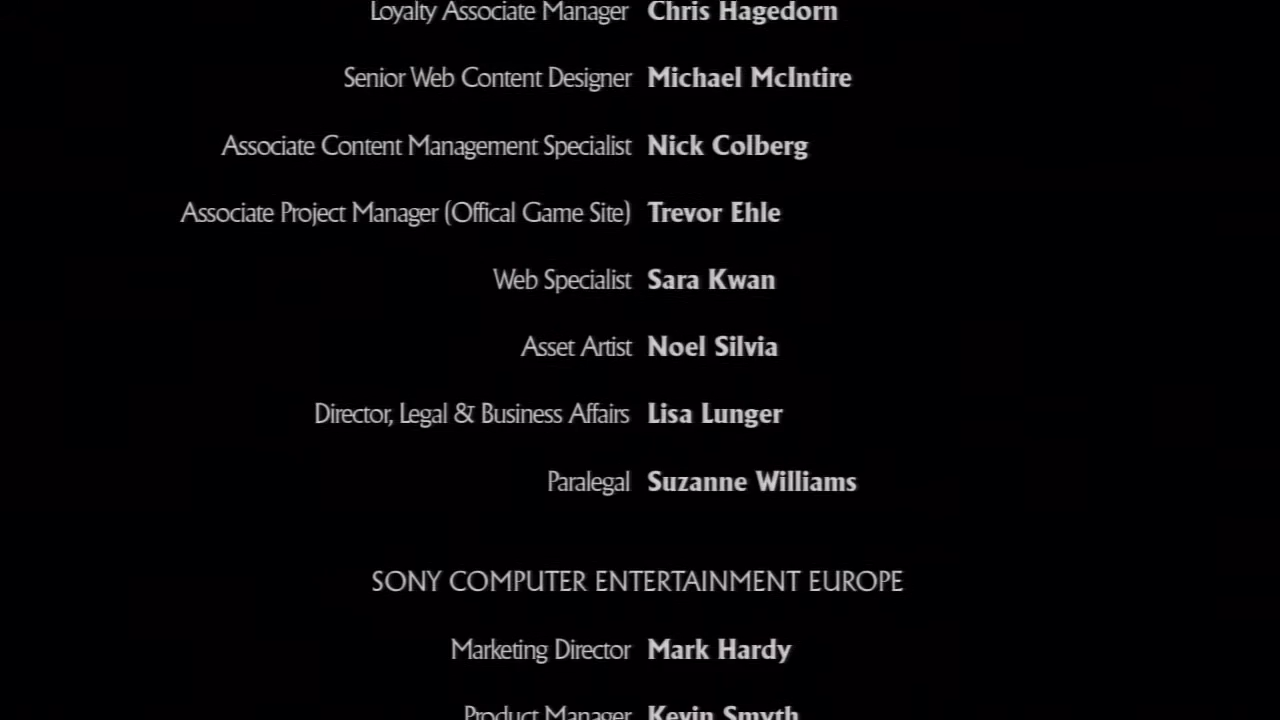 Loyalty Associate Manager Chris Hagedorn
Senior Web Content Designer Michael McIntire
Associate Content Management Specialist Nick Colberg
Associate Project Manager (Offical Game Site) Trevor Ehle
Web Specialist Sara Kwan
Asset Artist Noel Silvia
Director, Legal & Business Affairs Lisa Lunger
Paralegal Suzanne Williams
SONY COMPUTER ENTERTAINMENT EUROPE
Marketing Director Mark Hardy
Product Manager Kevin Smyth